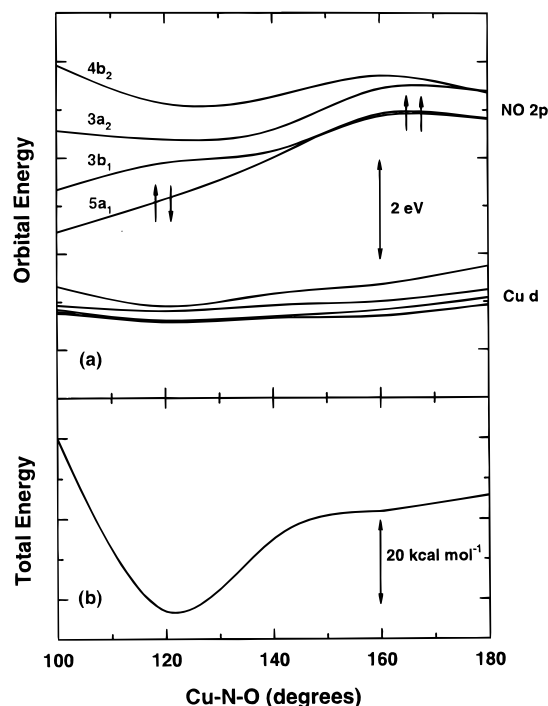 4b₂
3a₂
NO 2p
3b₁
5a₁
2 eV
Orbital Energy
Cu d
(a)
Total Energy
20 kcal mol⁻¹
(b)
100 120 140 160 180
Cu-N-O (degrees)